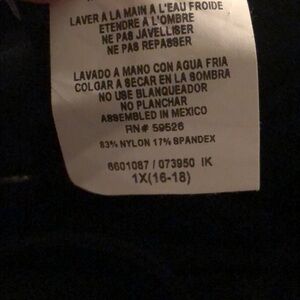 LAVER A LA MAIN A L'EAU FROIDE
ETENDRE A L'OMBRE
NE PAS JAVELLISER
NE PAS REPASSER
LAVADO A MANO CON AGUA FRIA
COLGAR A SECAR EN LA SOMBRA
NO USE BLANQUEADOR
NO PLANCHAR
ASSEMBLED IN MEXICO
RN# 59526
83% NYLON 17% SPANDEX
6601087 / 073950 IK
1X(16-18)